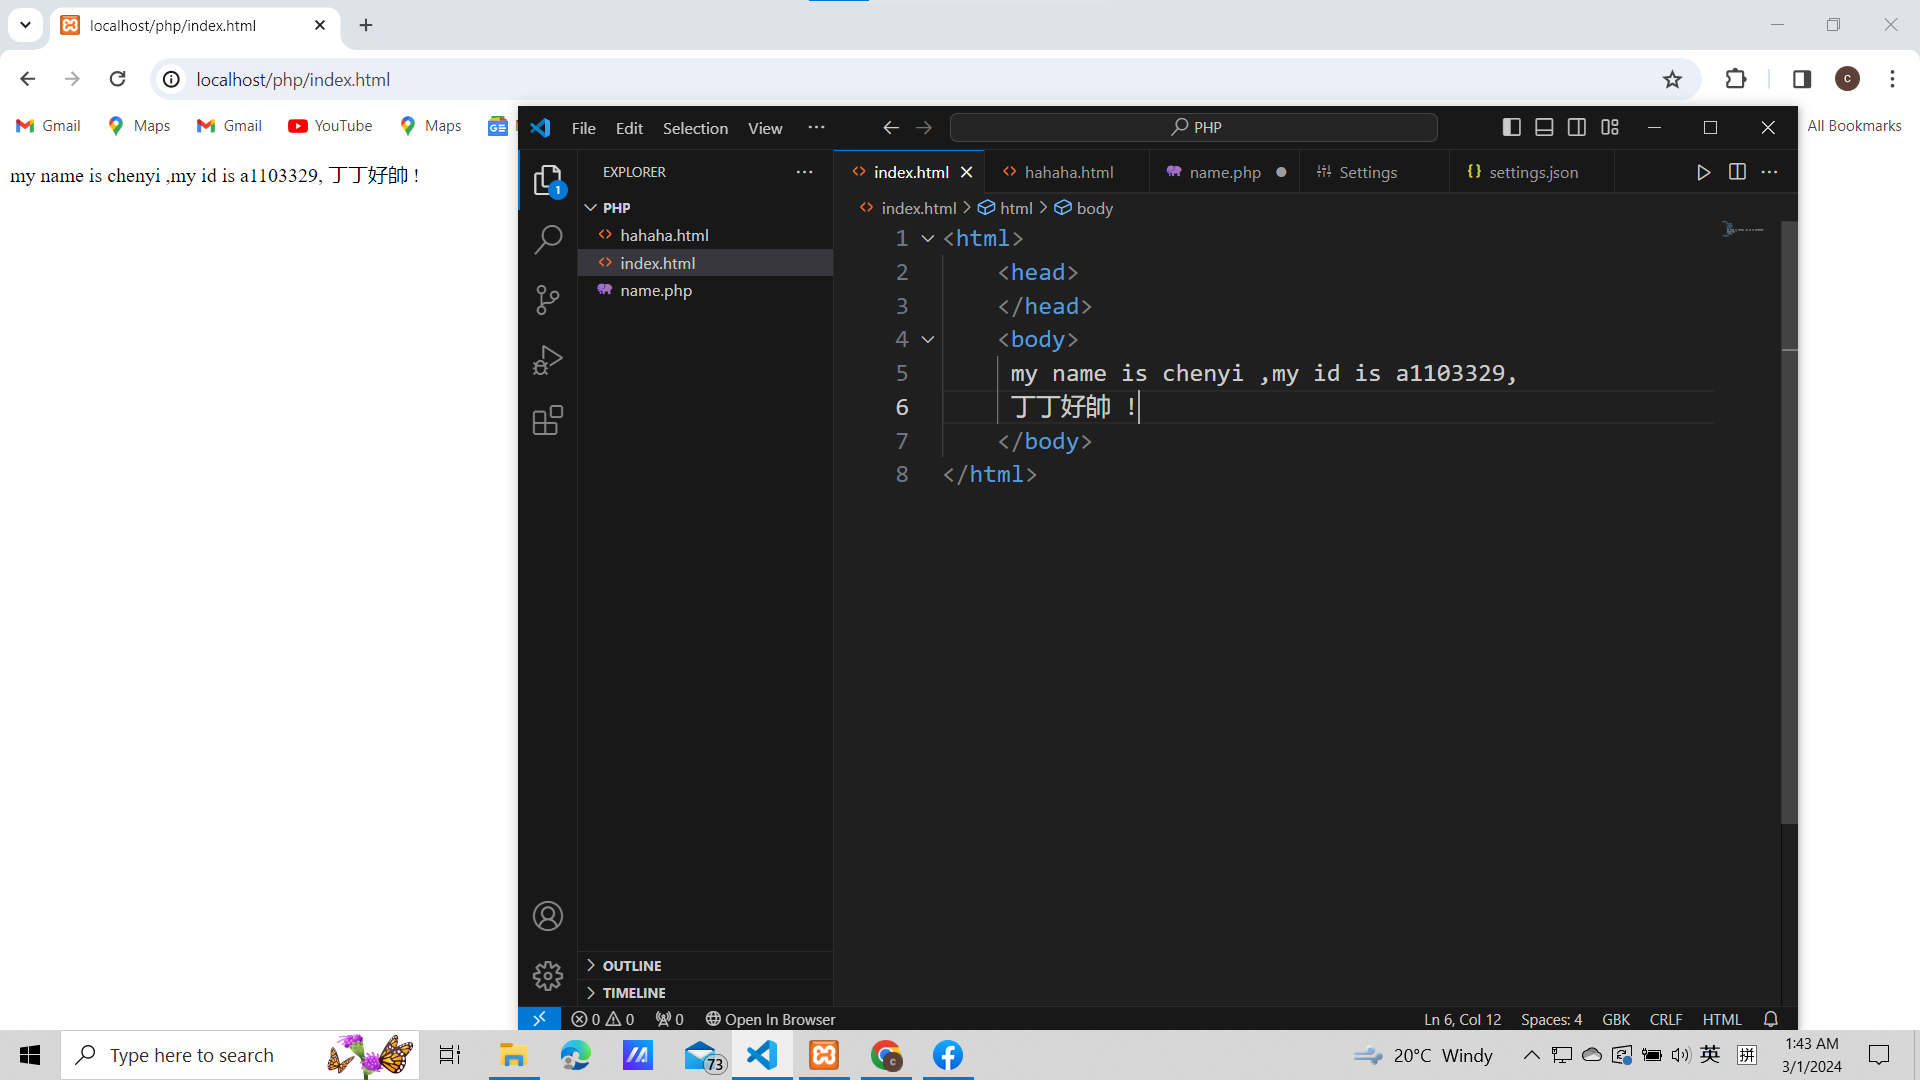 localhost/php/index.html
localhost/php/index.html
Gmail Maps Gmail YouTube Maps All Bookmarks
my name is chenyi ,my id is a1103329, 丁丁好帥 !
File Edit Selection View ··· PHP
1
EXPLORER
index.html hahaha.html name.php Settings settings.json
PHP
hahaha.html
index.html
name.php
index.html > html > body
1 <html>
2 <head>
3 </head>
4 <body>
5 my name is chenyi ,my id is a1103329,
6 丁丁好帥 !
7 </body>
8 </html>
OUTLINE
TIMELINE
0 0 0 Open In Browser Ln 6, Col 12 Spaces: 4 GBK CRLF HTML
Type here to search 73 20°C Windy 英 拼 1:43 AM
3/1/2024